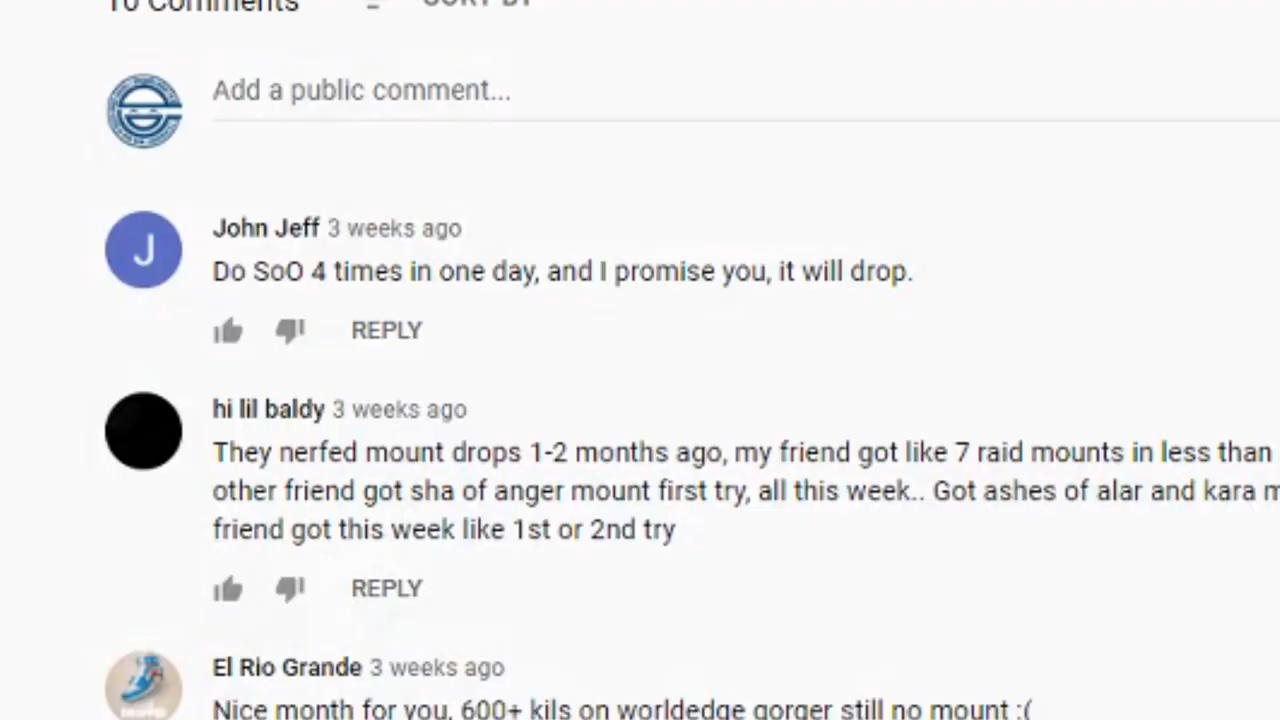 10 Comments SORT BY
Add a public comment...
John Jeff 3 weeks ago
Do SoO 4 times in one day, and I promise you, it will drop.
REPLY
hi lil baldy 3 weeks ago
They nerfed mount drops 1-2 months ago, my friend got like 7 raid mounts in less than
other friend got sha of anger mount first try, all this week.. Got ashes of alar and kara
friend got this week like 1st or 2nd try
REPLY
El Rio Grande 3 weeks ago
Nice month for you, 600+ kils on worldedge gorger still no mount :(